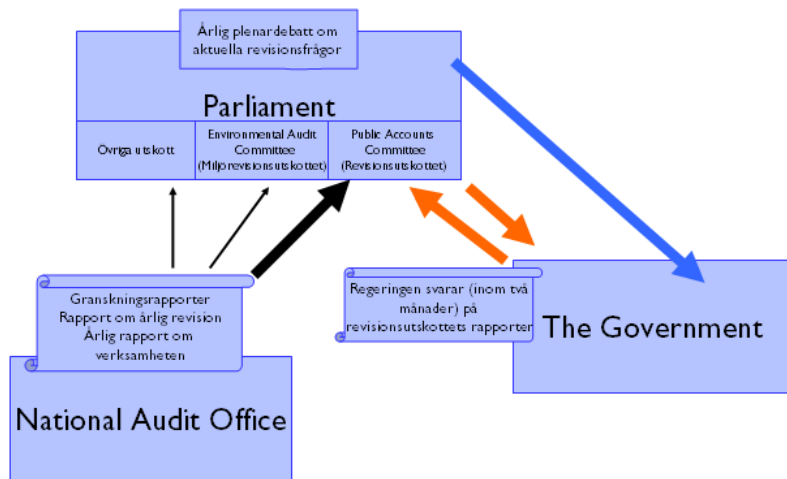 Årlig plenardebatt om
aktuella revisionsfrågor
Parliament
Övriga utskott
Environmental Audit
Committee
(Miljörevisionsutskottet)
Public Accounts
Committee
(Revisionsutskottet)
Granskningsrapporter
Rapport om årlig revision
Årlig rapport om
verksamheten
National Audit Office
Regeringen svarar (inom två
månader) på
revisionsutskottets rapporter
The Government